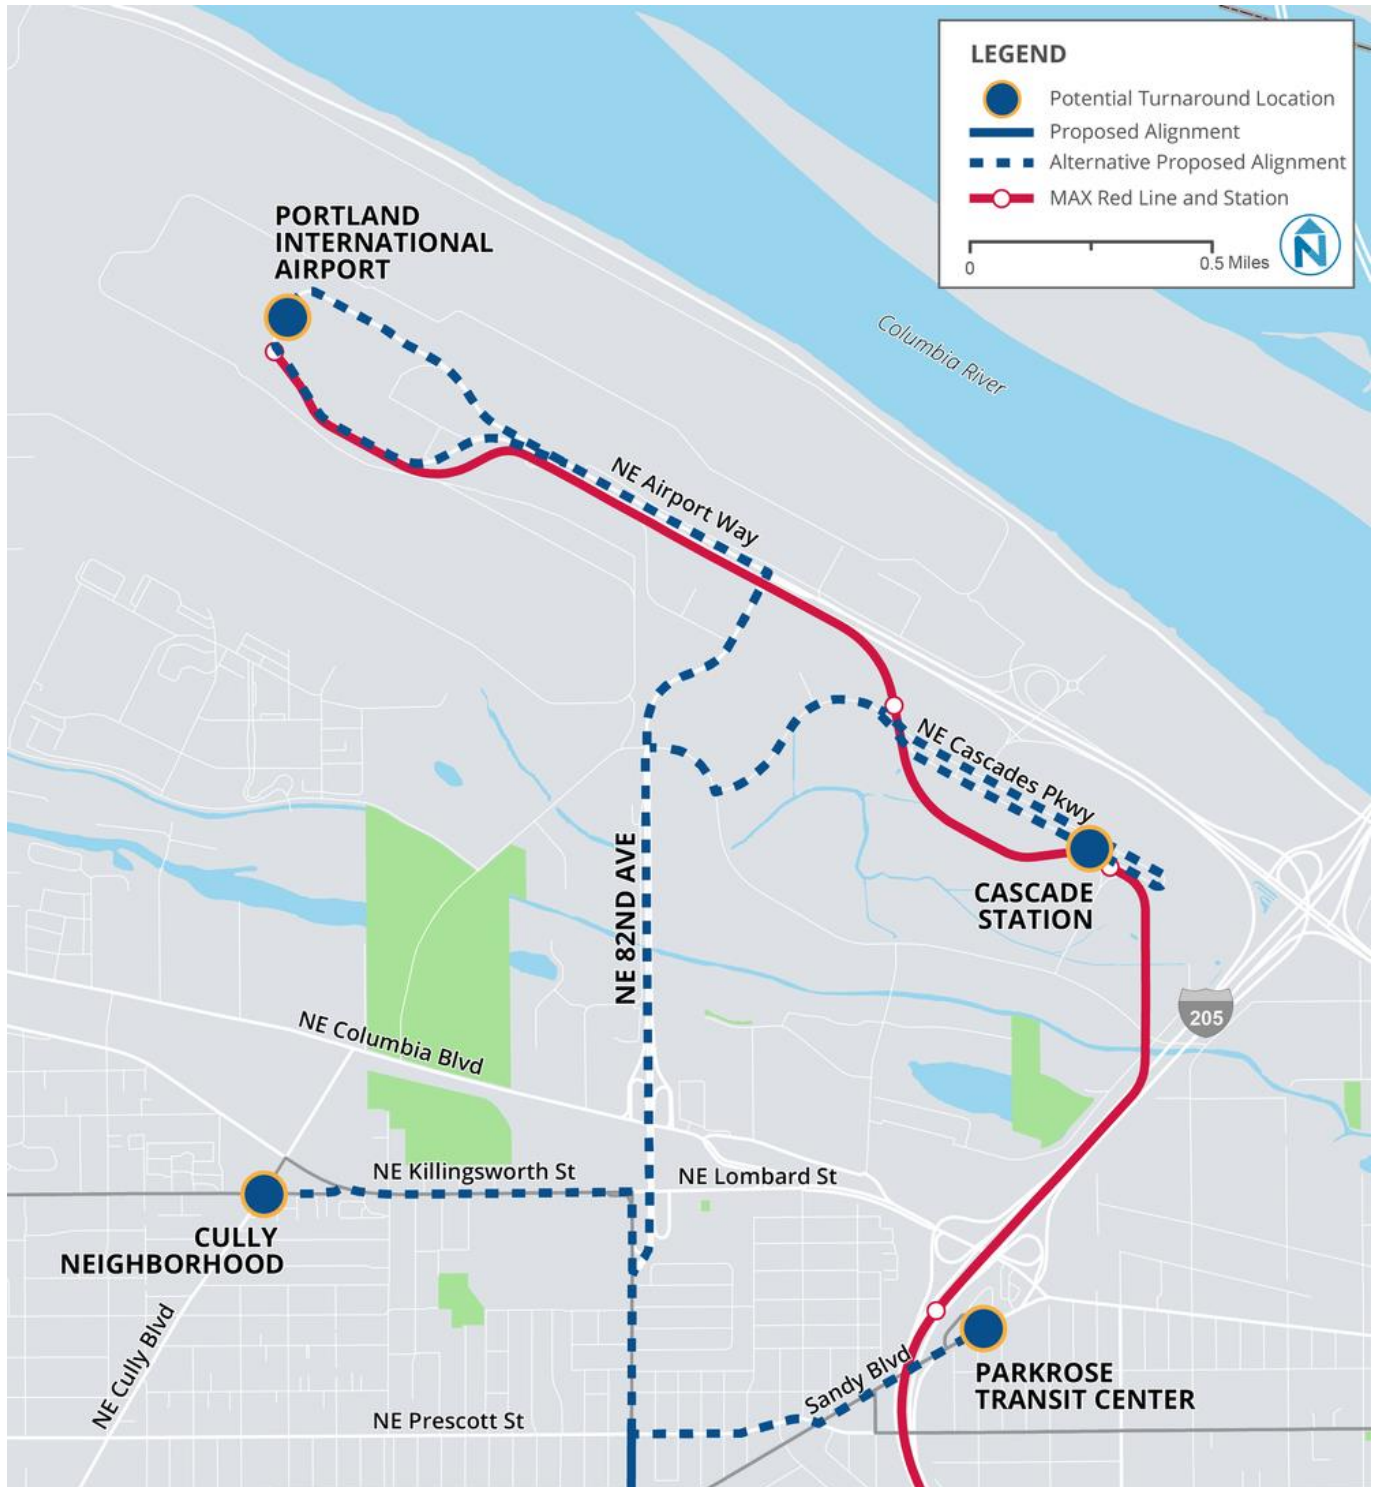 LEGEND
Potential Turnaround Location
Proposed Alignment
Alternative Proposed Alignment
MAX Red Line and Station
0
0.5 Miles
N
PORTLAND
INTERNATIONAL
AIRPORT
Columbia River
NE Airport Way
NE Cascades Pkwy
NE 82ND AVE
CASCADE
STATION
205
NE Columbia Blvd
NE Killingsworth St
NE Lombard St
CULLY
NEIGHBORHOOD
NE Cully Blvd
Sandy Blvd
PARKROSE
TRANSIT CENTER
NE Prescott St